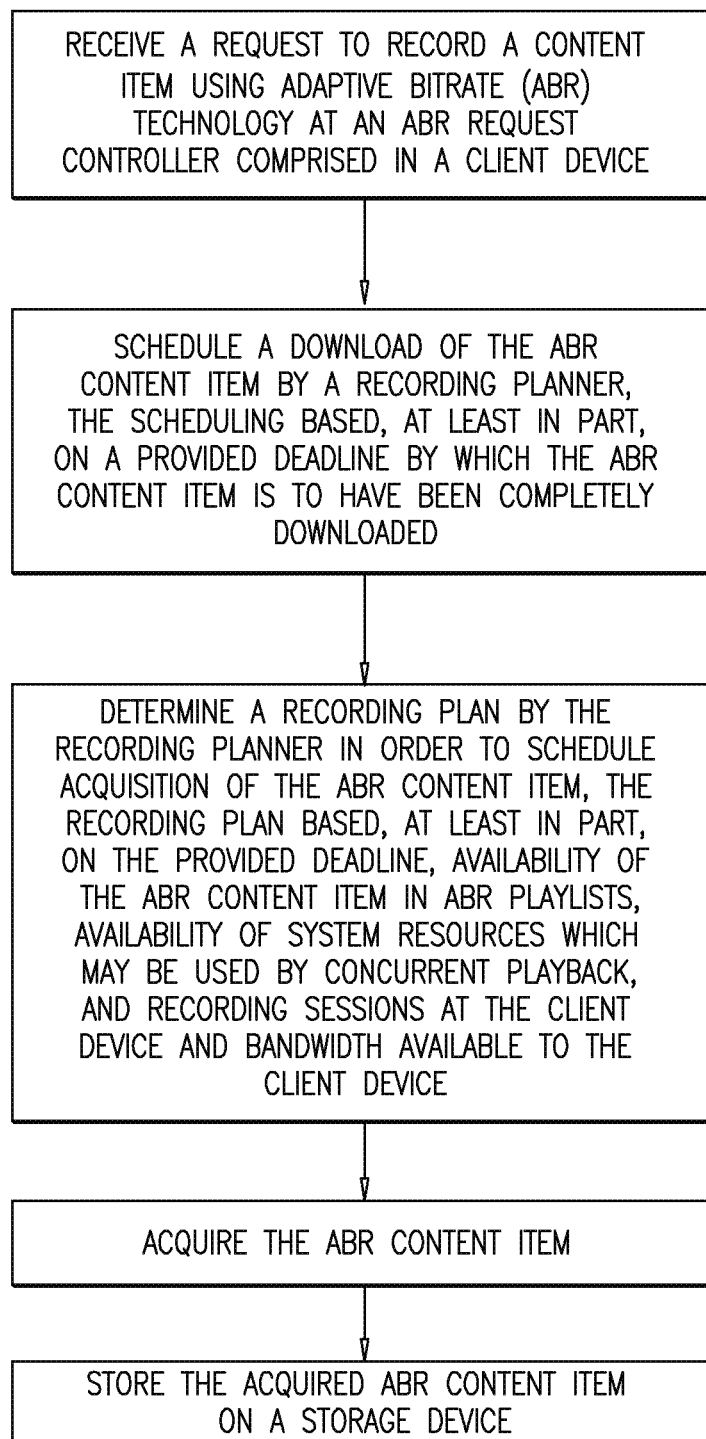 RECEIVE A REQUEST TO RECORD A CONTENT
ITEM USING ADAPTIVE BITRATE (ABR)
TECHNOLOGY AT AN ABR REQUEST
CONTROLLER COMPRISED IN A CLIENT DEVICE
SCHEDULE A DOWNLOAD OF THE ABR
CONTENT ITEM BY A RECORDING PLANNER,
THE SCHEDULING BASED, AT LEAST IN PART,
ON A PROVIDED DEADLINE BY WHICH THE ABR
CONTENT ITEM IS TO HAVE BEEN COMPLETELY
DOWNLOADED
DETERMINE A RECORDING PLAN BY THE
RECORDING PLANNER IN ORDER TO SCHEDULE
ACQUISITION OF THE ABR CONTENT ITEM, THE
RECORDING PLAN BASED, AT LEAST IN PART,
ON THE PROVIDED DEADLINE, AVAILABILITY OF
THE ABR CONTENT ITEM IN ABR PLAYLISTS,
AVAILABILITY OF SYSTEM RESOURCES WHICH
MAY BE USED BY CONCURRENT PLAYBACK,
AND RECORDING SESSIONS AT THE CLIENT
DEVICE AND BANDWIDTH AVAILABLE TO THE
CLIENT DEVICE
ACQUIRE THE ABR CONTENT ITEM
STORE THE ACQUIRED ABR CONTENT ITEM
ON A STORAGE DEVICE